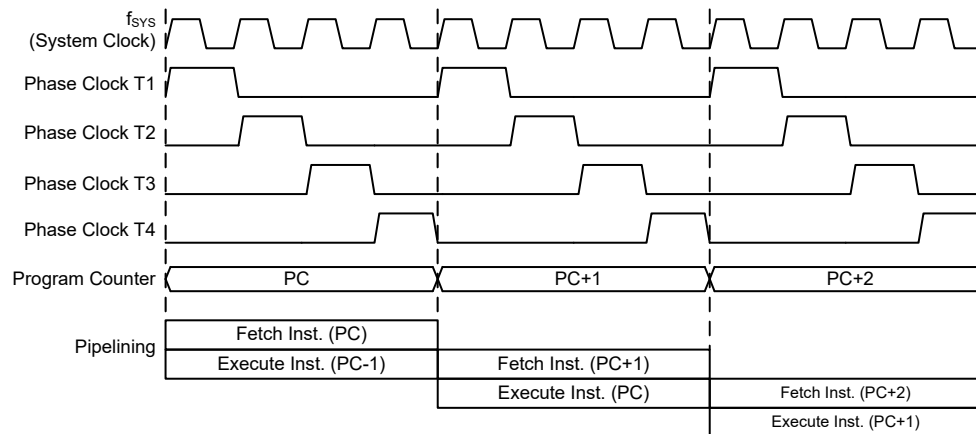 fSYS
(System Clock)
Phase Clock T1
Phase Clock T2
Phase Clock T3
Phase Clock T4
Program Counter PC PC+1 PC+2
Pipelining
Fetch Inst. (PC)
Execute Inst. (PC-1) Fetch Inst. (PC+1)
Execute Inst. (PC) Fetch Inst. (PC+2)
Execute Inst. (PC+1)